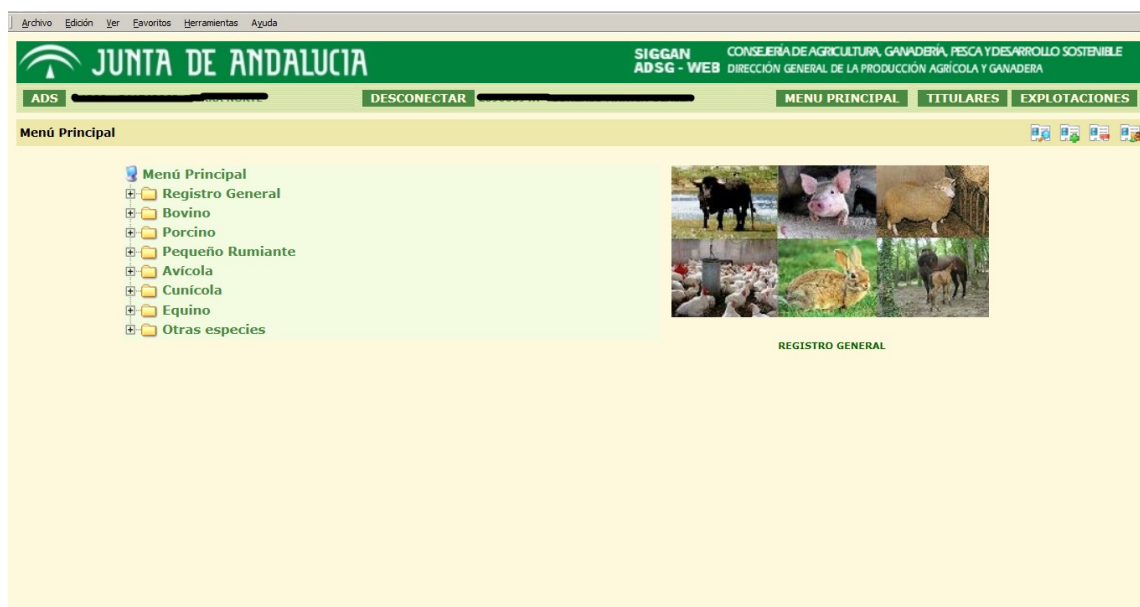 Archivo Edición Ver Favoritos Herramientas Ayuda
JUNTA DE ANDALUCIA
SIGGAN CONSEJERÍA DE AGRICULTURA, GANADERÍA, PESCA Y DESARROLLO SOSTENIBLE
ADSG - WEB DIRECCIÓN GENERAL DE LA PRODUCCIÓN AGRÍCOLA Y GANADERA
ADS DESCONECTAR MENU PRINCIPAL TITULARES EXPLOTACIONES
Menú Principal
Menú Principal
Registro General
Bovino
Porcino
Pequeño Rumiante
Avícola
Cunícola
Equino
Otras especies
REGISTRO GENERAL